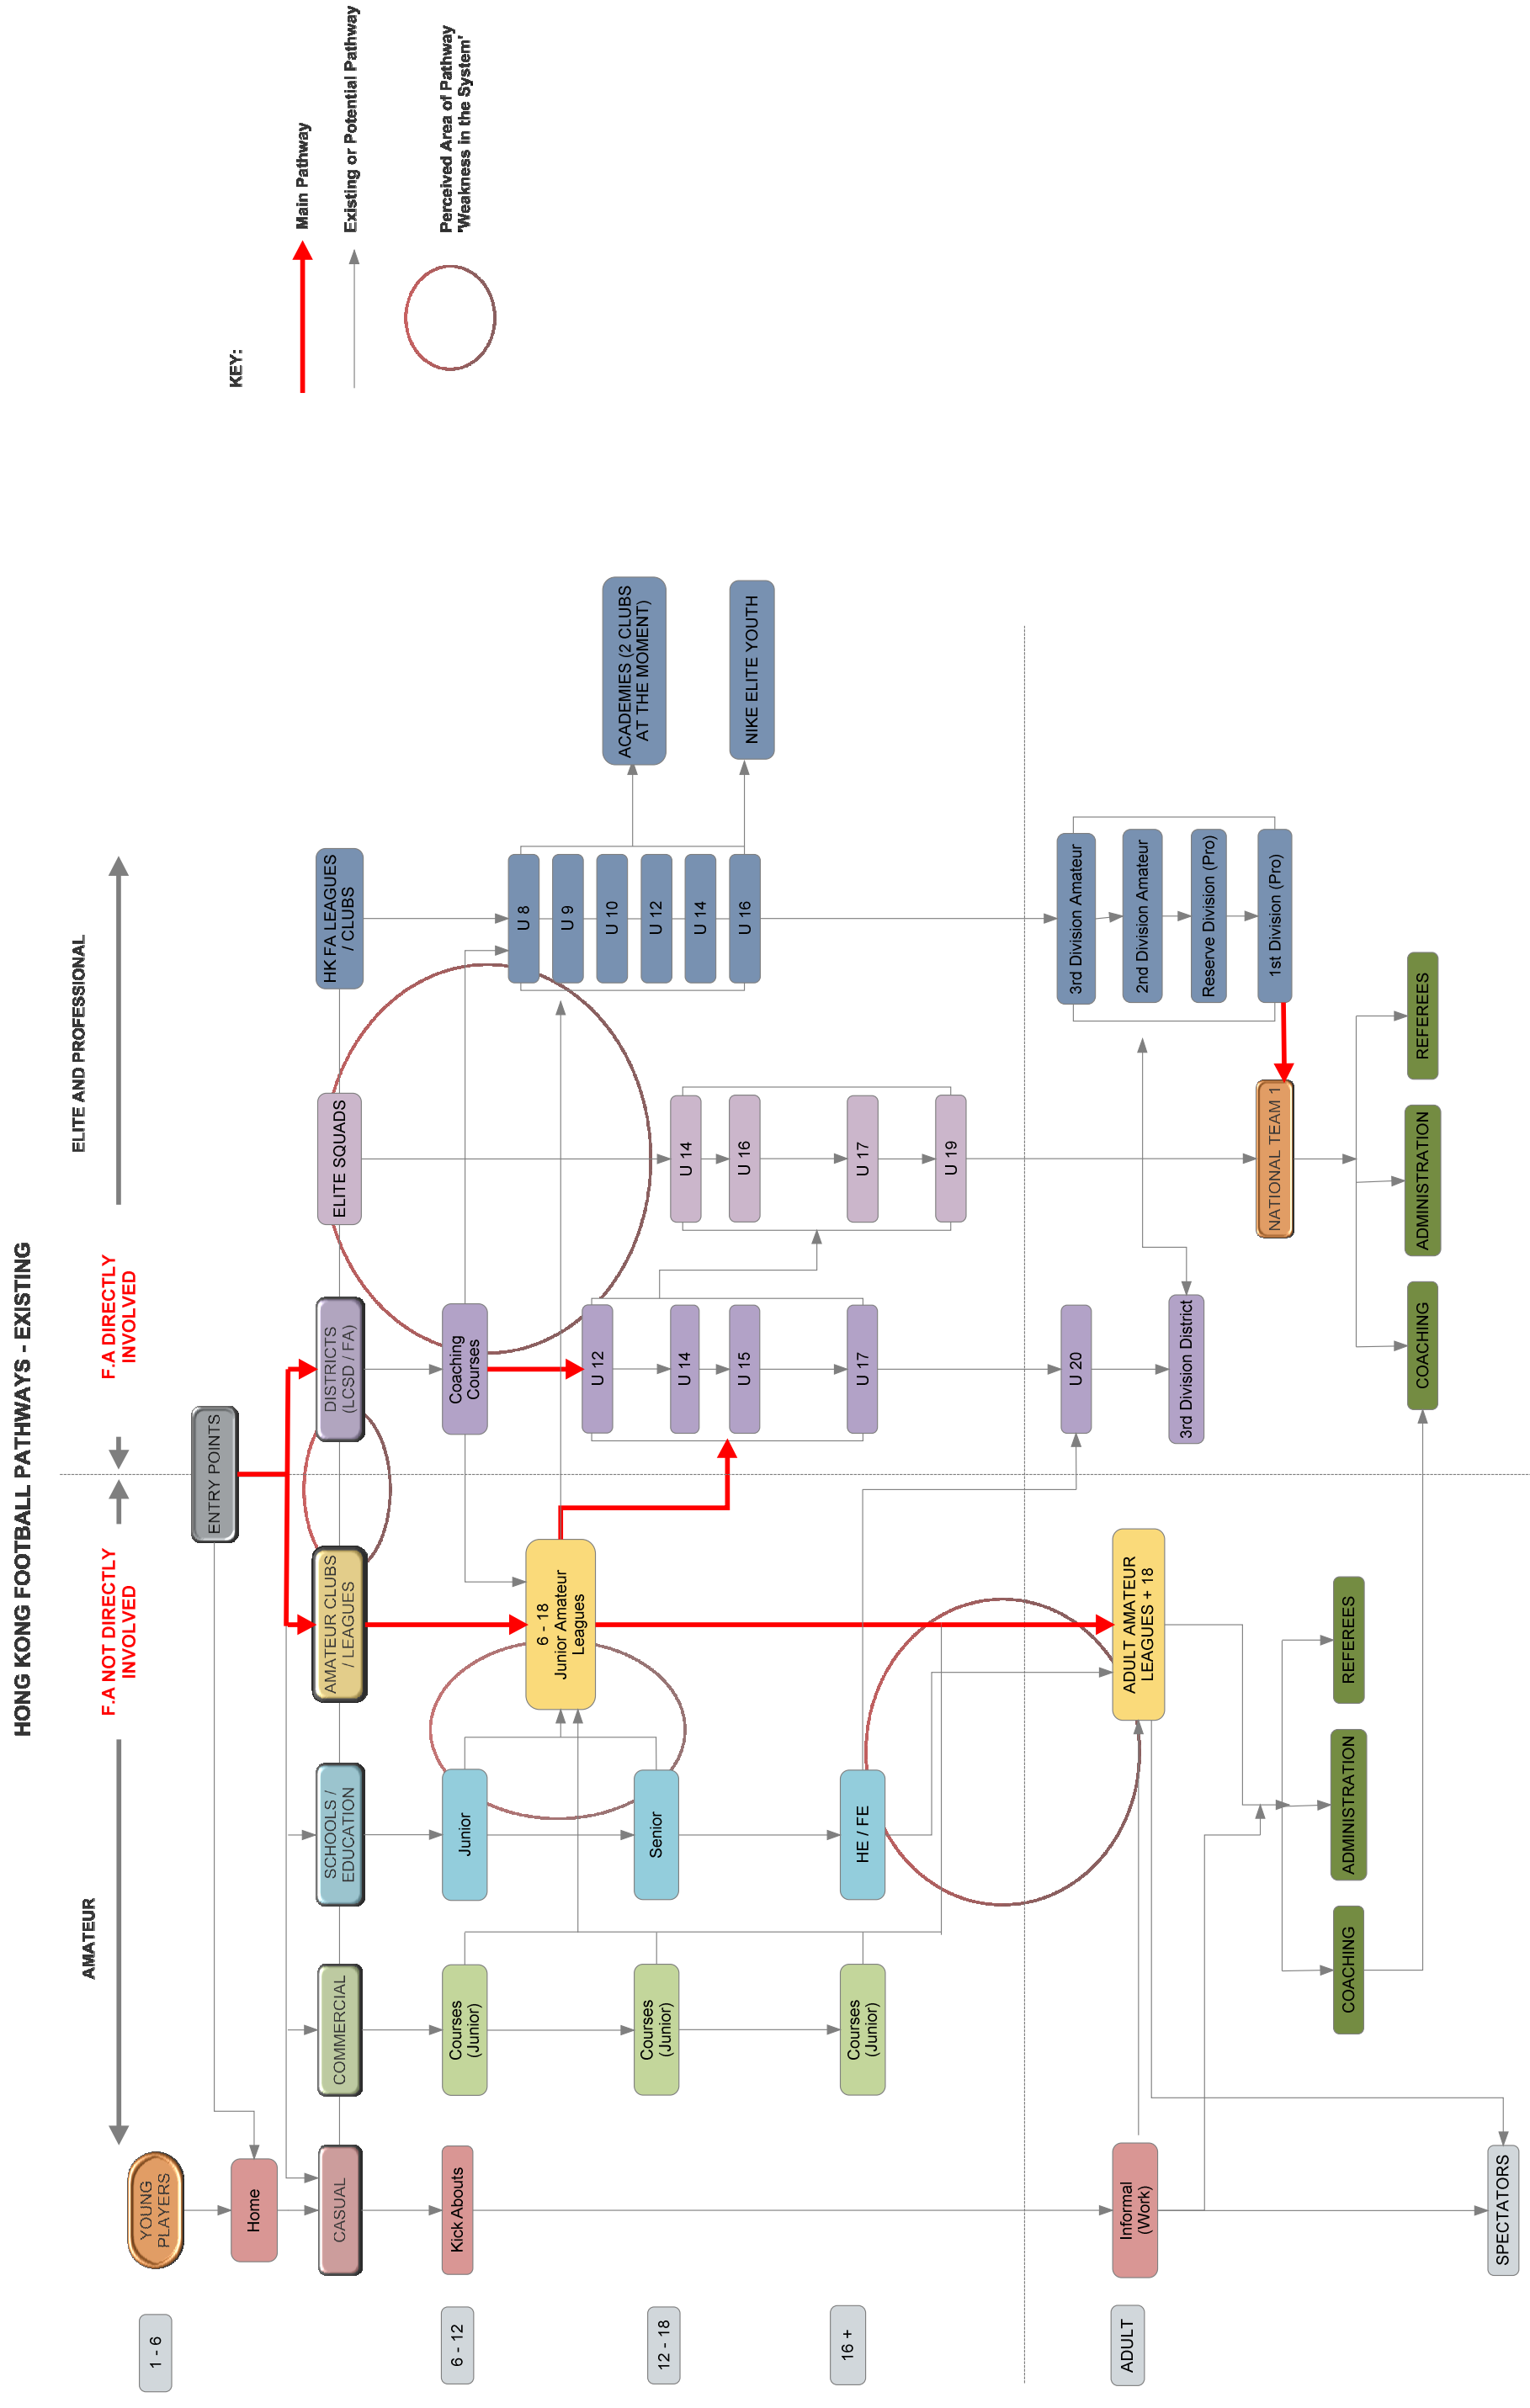 HONG KONG FOOTBALL PATHWAYS - EXISTING
AMATEUR
F.A NOT DIRECTLY
INVOLVED
F.A DIRECTLY
INVOLVED
ELITE AND PROFESSIONAL
KEY:
Main Pathway
Existing or Potential Pathway
Perceived Area of Pathway
'Weakness in the System'
1 - 6
YOUNG
PLAYERS
ENTRY POINTS
Home
CASUAL
COMMERCIAL
SCHOOLS /
EDUCATION
AMATEUR CLUBS
/ LEAGUES
DISTRICTS
(LCSD / FA)
ELITE SQUADS
HK FA LEAGUES
/ CLUBS
6 - 12
Kick Abouts
Courses
(Junior)
Junior
Coaching
Courses
6 - 18
Junior Amateur
Leagues
U 8
U 9
U 10
U 12
U 14
U 16
ACADEMIES (2 CLUBS
AT THE MOMENT)
NIKE ELITE YOUTH
12 - 18
Courses
(Junior)
Senior
U 12
U 14
U 15
U 17
U 14
U 16
U 17
U 19
16 +
Courses
(Junior)
HE / FE
ADULT
Informal
(Work)
ADULT AMATEUR
LEAGUES + 18
U 20
3rd Division District
3rd Division Amateur
2nd Division Amateur
Reserve Division (Pro)
1st Division (Pro)
NATIONAL TEAM 1
COACHING
ADMINISTRATION
REFEREES
COACHING
ADMINISTRATION
REFEREES
SPECTATORS